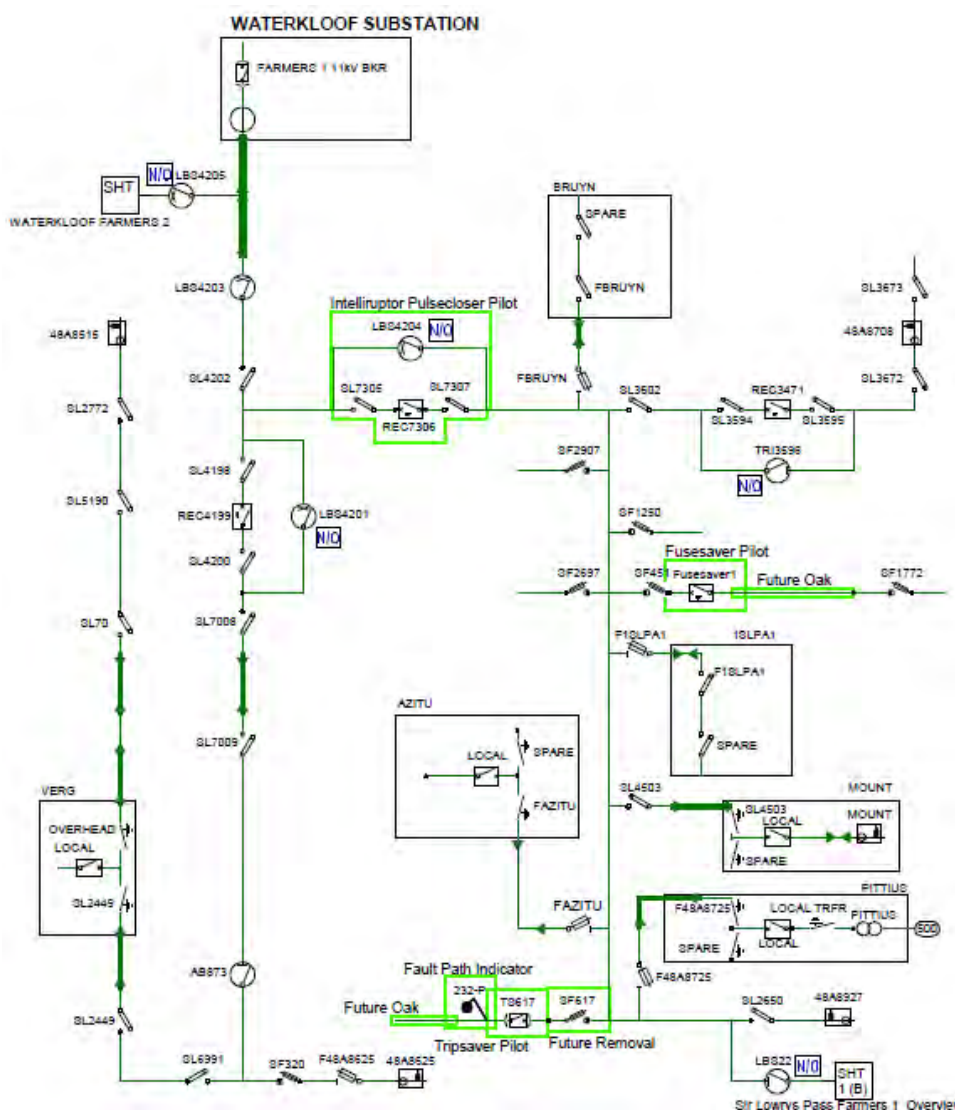 WATERKLOOF SUBSTATION
FARMERS 1 11kV BKR
N/O
LBS4205
SHT
WATERKLOOF FARMERS 2
BRUYN
SPARE
FBRUYN
LBS4203
SL3673
Intelliruptor Pulsecloser Pilot
LBS4204
N/O
48A8515
48A8708
SL4202
SL7305
SL7307
REC7306
FBRUYN
SL3602
REC3471
SL3672
SL2772
SL3594
SL3595
SF2907
TRI3596
N/O
SL4198
SL5190
REC4199
LBS4201
N/O
SF1250
Fusesaver Pilot
SL4200
SF2697
SF451
Fusesaver1
Future Oak
SF1772
SL70
SL7008
F1SLPA1
1SLPA1
F1SLPA1
AZITU
SL7009
LOCAL
SPARE
SPARE
VERG
FAZITU
SL4503
MOUNT
SL4503
LOCAL
MOUNT
OVERHEAD
LOCAL
SPARE
PITTIUS
SL2449
FAZITU
F48A8725
LOCAL TRFR
PITTIUS
LOCAL
500
SPARE
AB873
Fault Path Indicator
F48A8725
232-P
Future Oak
TS617
SF617
SL2650
48A8927
SL2449
Tripsaver Pilot
Future Removal
SL6991
SF320
F48A8625
48A8625
LBS22
N/O
SHT
1 (B)
Sir Lowrys Pass Farmers 1 Overview